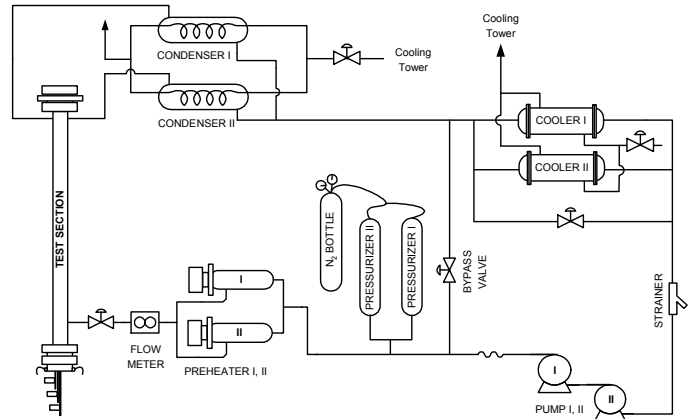 CONDENSER I
Cooling
Tower
CONDENSER II
Cooling
Tower
COOLER I
COOLER II
TEST SECTION
N2 BOTTLE
PRESSURIZER II
PRESSURIZER I
BYPASS
VALVE
STRAINER
I
II
FLOW
METER
PREHEATER I, II
I
II
PUMP I, II